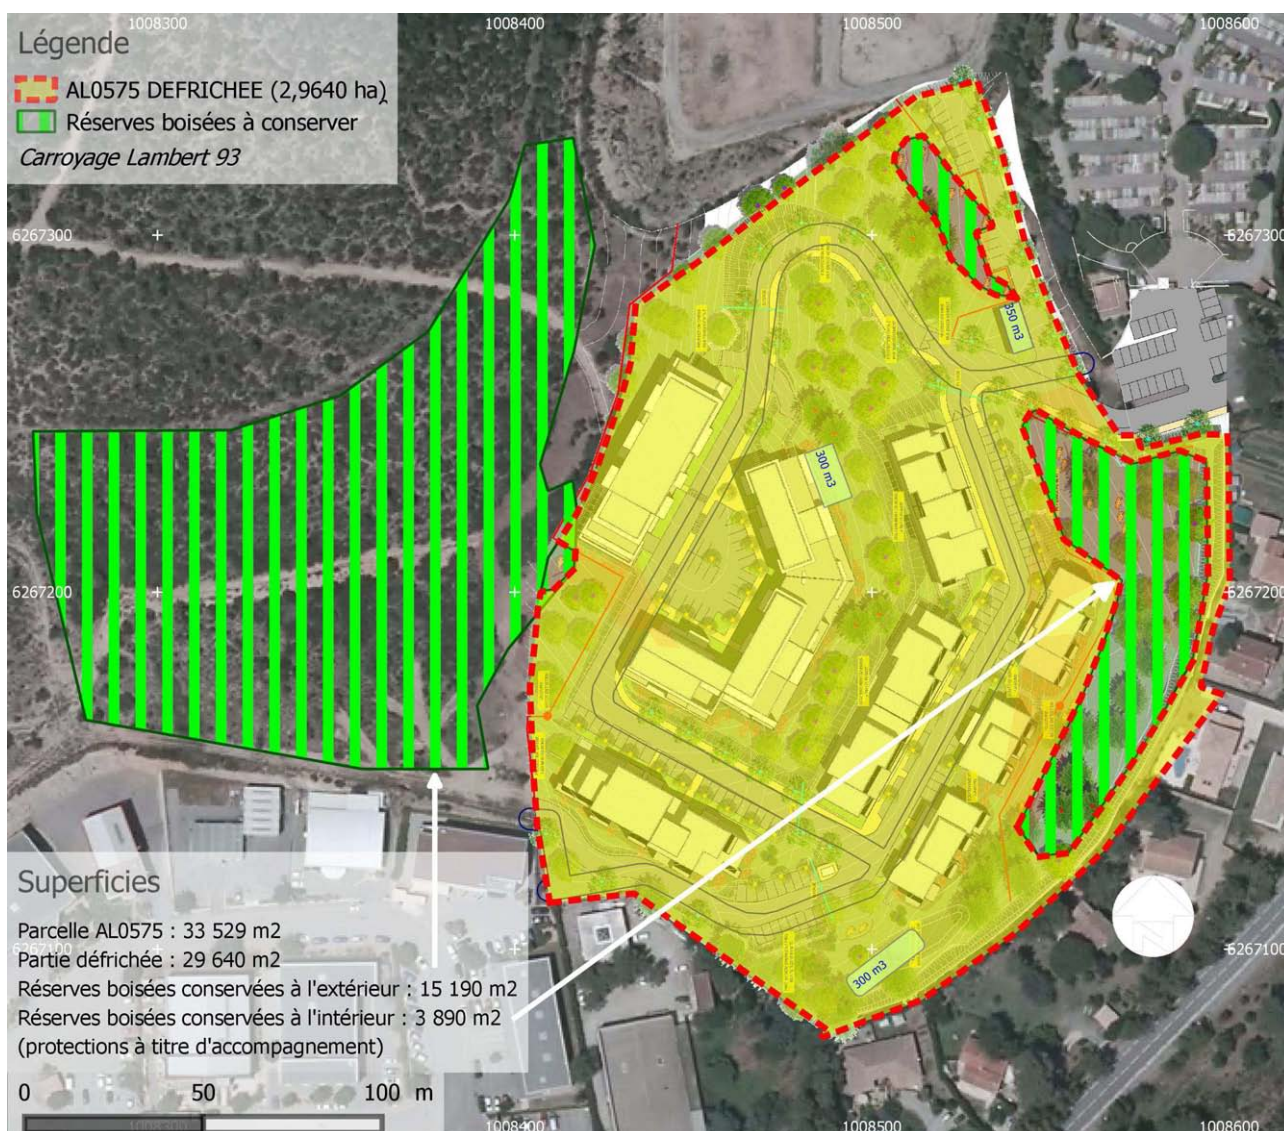 1008300
1008400
1008500
1008600
Légende
AL0575 DEFRICHEE (2,9640 ha)
Réserves boisées à conserver
Carroyage Lambert 93
6267300
6267300
350 m3
300 m3
6267200
6267200
Superficies
Parcelle AL0575 : 33 529 m2
6267100
6267100
Partie défrichée : 29 640 m2
300 m3
Réserves boisées conservées à l'extérieur : 15 190 m2
Réserves boisées conservées à l'intérieur : 3 890 m2
(protections à titre d'accompagnement)
0 50 100 m
1008300
1008400
1008500
1008600